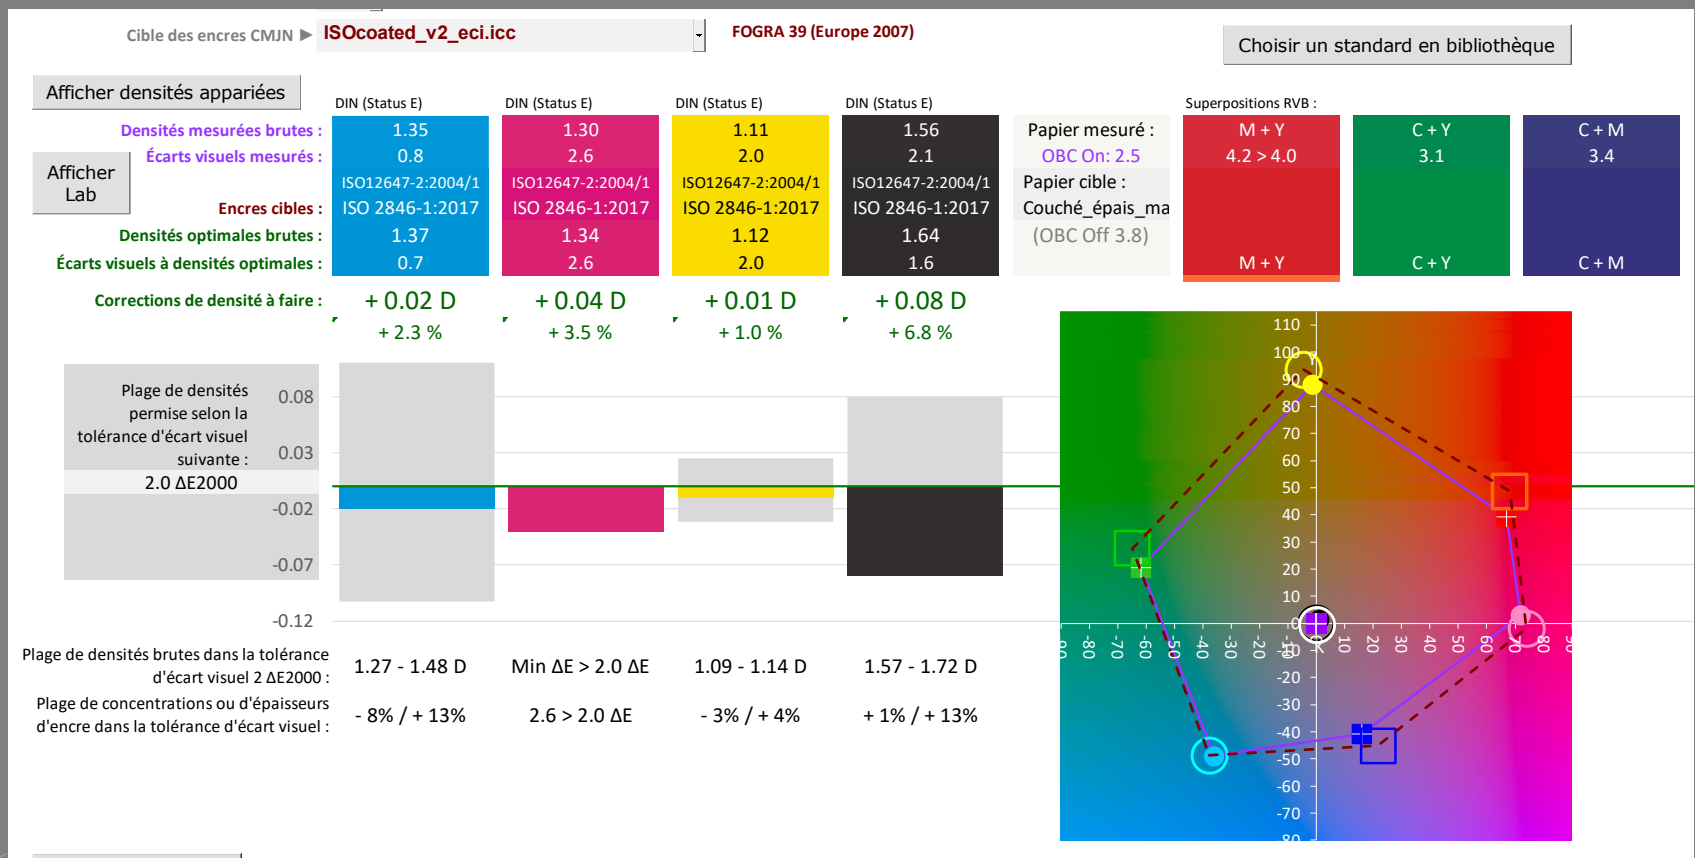 Cible des encres CMJN ▶ ISOcoated_v2_eci.icc FOGRA 39 (Europe 2007)
Choisir un standard en bibliothèque
Afficher densités appariées
DIN (Status E) DIN (Status E) DIN (Status E) DIN (Status E) Superpositions RVB :
Densités mesurées brutes : 1.35 1.30 1.11 1.56 Papier mesuré : M + Y C + Y C + M
Écarts visuels mesurés : 0.8 2.6 2.0 2.1 OBC On: 2.5 4.2 > 4.0 3.1 3.4
Afficher
Lab
ISO12647-2:2004/1 ISO12647-2:2004/1 ISO12647-2:2004/1 ISO12647-2:2004/1 Papier cible :
Encres cibles : ISO 2846-1:2017 ISO 2846-1:2017 ISO 2846-1:2017 ISO 2846-1:2017 Couché_épais_ma
Densités optimales brutes : 1.37 1.34 1.12 1.64 (OBC Off 3.8)
Écarts visuels à densités optimales : 0.7 2.6 2.0 1.6 M + Y C + Y C + M
Corrections de densité à faire : + 0.02 D + 0.04 D + 0.01 D + 0.08 D
+ 2.3 % + 3.5 % + 1.0 % + 6.8 %
Plage de densités
permise selon la
tolérance d'écart visuel
suivante :
2.0 ΔE2000
0.08
0.03
-0.02
-0.07
-0.12
Plage de densités brutes dans la tolérance
d'écart visuel 2 ΔE2000 :
1.27 - 1.48 D Min ΔE > 2.0 ΔE 1.09 - 1.14 D 1.57 - 1.72 D
Plage de concentrations ou d'épaisseurs
d'encre dans la tolérance d'écart visuel :
- 8% / + 13% 2.6 > 2.0 ΔE - 3% / + 4% + 1% / + 13%
110
100
Y
90
80
70
60
50
40
30
20
10
0
-90 -80 -70 -60 -50 -40 -30 -20 -10 0 10 20 30 40 50 60 70 80 90
K
-10
-20
-30
-40
-50
-60
-70
-80